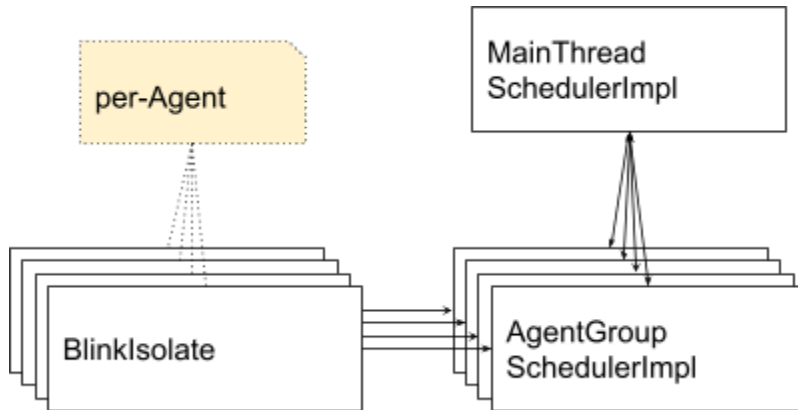 per-Agent
MainThread
SchedulerImpl
BlinkIsolate
AgentGroup
SchedulerImpl